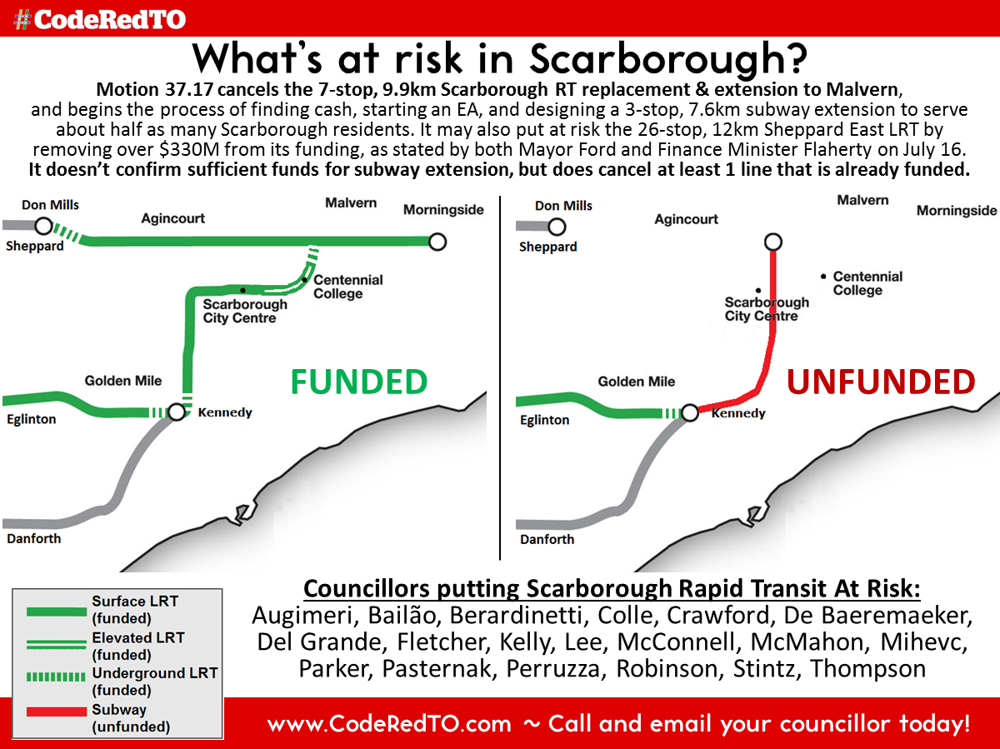 #CodeRedTO
What's at risk in Scarborough?
Motion 37.17 cancels the 7-stop, 9.9km Scarborough RT replacement & extension to Malvern,
and begins the process of finding cash, starting an EA, and designing a 3-stop, 7.6km subway extension to serve
about half as many Scarborough residents. It may also put at risk the 26-stop, 12km Sheppard East LRT by
removing over $330M from its funding, as stated by both Mayor Ford and Finance Minister Flaherty on July 16.
It doesn't confirm sufficient funds for subway extension, but does cancel at least 1 line that is already funded.
Don Mills
Malvern
Morningside
Agincourt
Sheppard
Centennial
College
Scarborough
City Centre
Golden Mile
FUNDED
Eglinton
Kennedy
Danforth
Don Mills
Malvern
Morningside
Agincourt
Sheppard
Centennial
College
Scarborough
City Centre
Golden Mile
UNFUNDED
Eglinton
Kennedy
Danforth
Surface LRT
(funded)
Elevated LRT
(funded)
Underground LRT
(funded)
Subway
(unfunded)
Councillors putting Scarborough Rapid Transit At Risk:
Augimeri, Bailão, Berardinetti, Colle, Crawford, De Baeremaeker,
Del Grande, Fletcher, Kelly, Lee, McConnell, McMahon, Mihevc,
Parker, Pasternak, Perruzza, Robinson, Stintz, Thompson
www.CodeRedTO.com ~ Call and email your councillor today!